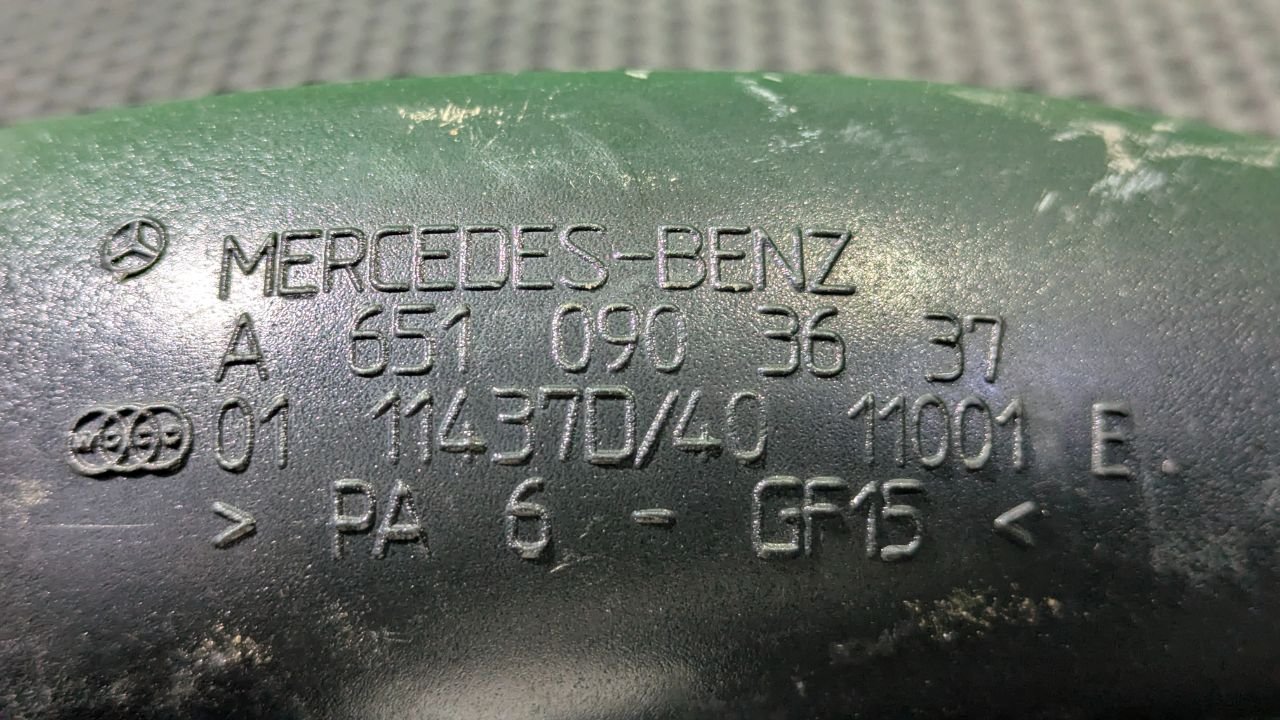 MERCEDES-BENZ
A 651 090 36 37
01 11437D/40 11001 E.
> PA 6 - GF15 <